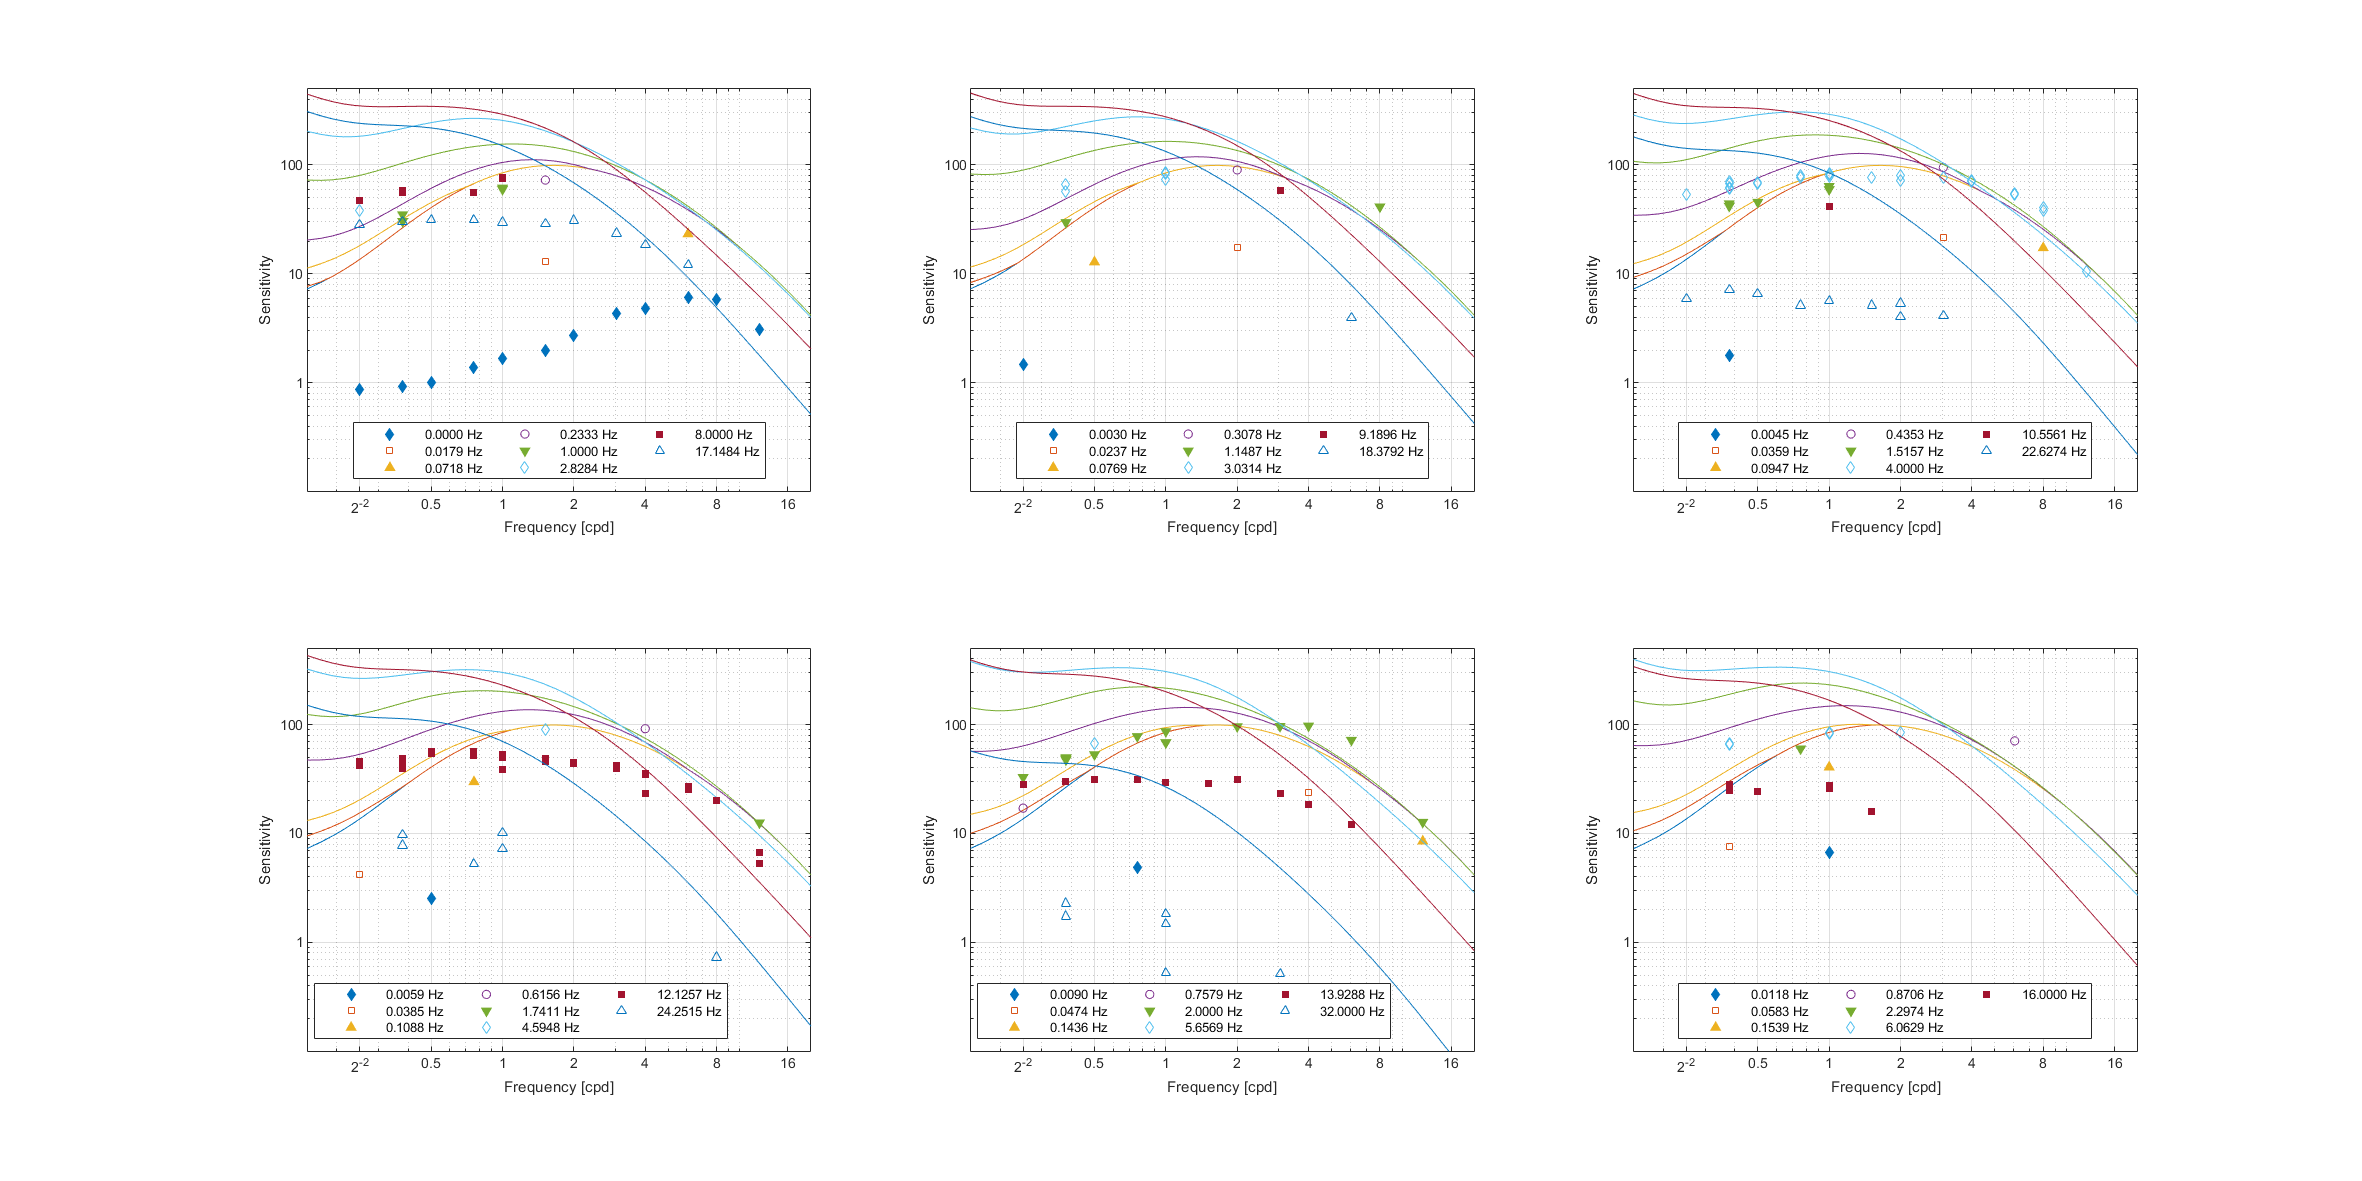 Sensitivity
100
10
1
0.0000 Hz 0.2333 Hz 8.0000 Hz
0.0179 Hz 1.0000 Hz 17.1484 Hz
0.0718 Hz 2.8284 Hz
2-2 0.5 1 2 4 8 16
Frequency [cpd]
Sensitivity
100
10
1
0.0030 Hz 0.3078 Hz 9.1896 Hz
0.0237 Hz 1.1487 Hz 18.3792 Hz
0.0769 Hz 3.0314 Hz
2-2 0.5 1 2 4 8 16
Frequency [cpd]
Sensitivity
100
10
1
0.0045 Hz 0.4353 Hz 10.5561 Hz
0.0359 Hz 1.5157 Hz 22.6274 Hz
0.0947 Hz 4.0000 Hz
2-2 0.5 1 2 4 8 16
Frequency [cpd]
Sensitivity
100
10
1
0.0059 Hz 0.6156 Hz 12.1257 Hz
0.0385 Hz 1.7411 Hz 24.2515 Hz
0.1088 Hz 4.5948 Hz
2-2 0.5 1 2 4 8 16
Frequency [cpd]
Sensitivity
100
10
1
0.0090 Hz 0.7579 Hz 13.9288 Hz
0.0474 Hz 2.0000 Hz 32.0000 Hz
0.1436 Hz 5.6569 Hz
2-2 0.5 1 2 4 8 16
Frequency [cpd]
Sensitivity
100
10
1
0.0118 Hz 0.8706 Hz 16.0000 Hz
0.0583 Hz 2.2974 Hz
0.1539 Hz 6.0629 Hz
2-2 0.5 1 2 4 8 16
Frequency [cpd]